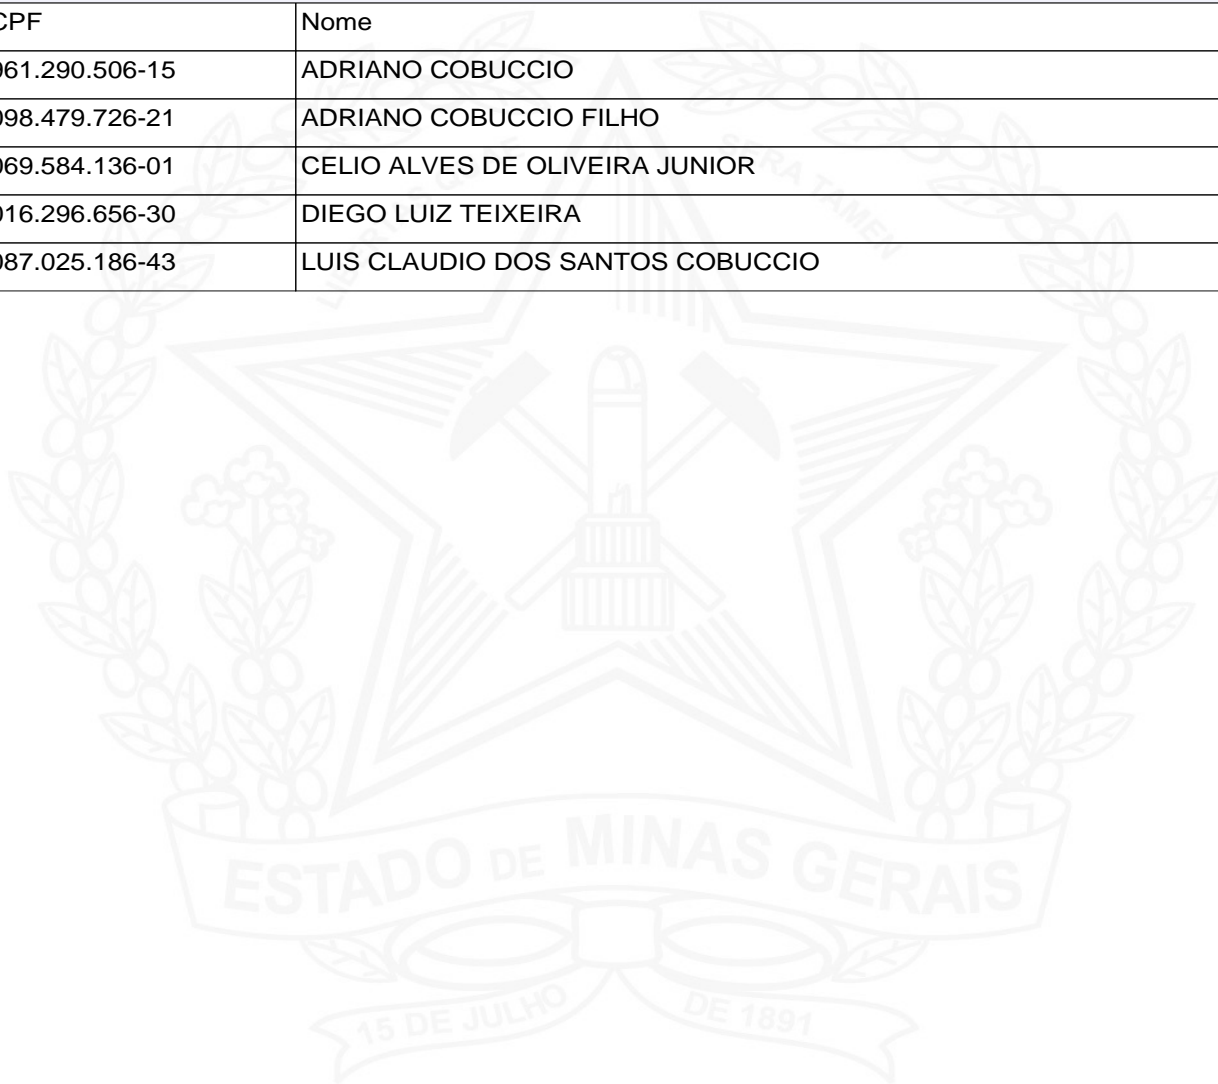 CPF Nome
961.290.506-15 ADRIANO COBUCCIO
098.479.726-21 ADRIANO COBUCCIO FILHO
069.584.136-01 CELIO ALVES DE OLIVEIRA JUNIOR
016.296.656-30 DIEGO LUIZ TEIXEIRA
087.025.186-43 LUIS CLAUDIO DOS SANTOS COBUCCIO
SERA TAMEN
ESTADO DE MINAS GERAIS
15 DE JULHO DE 1891